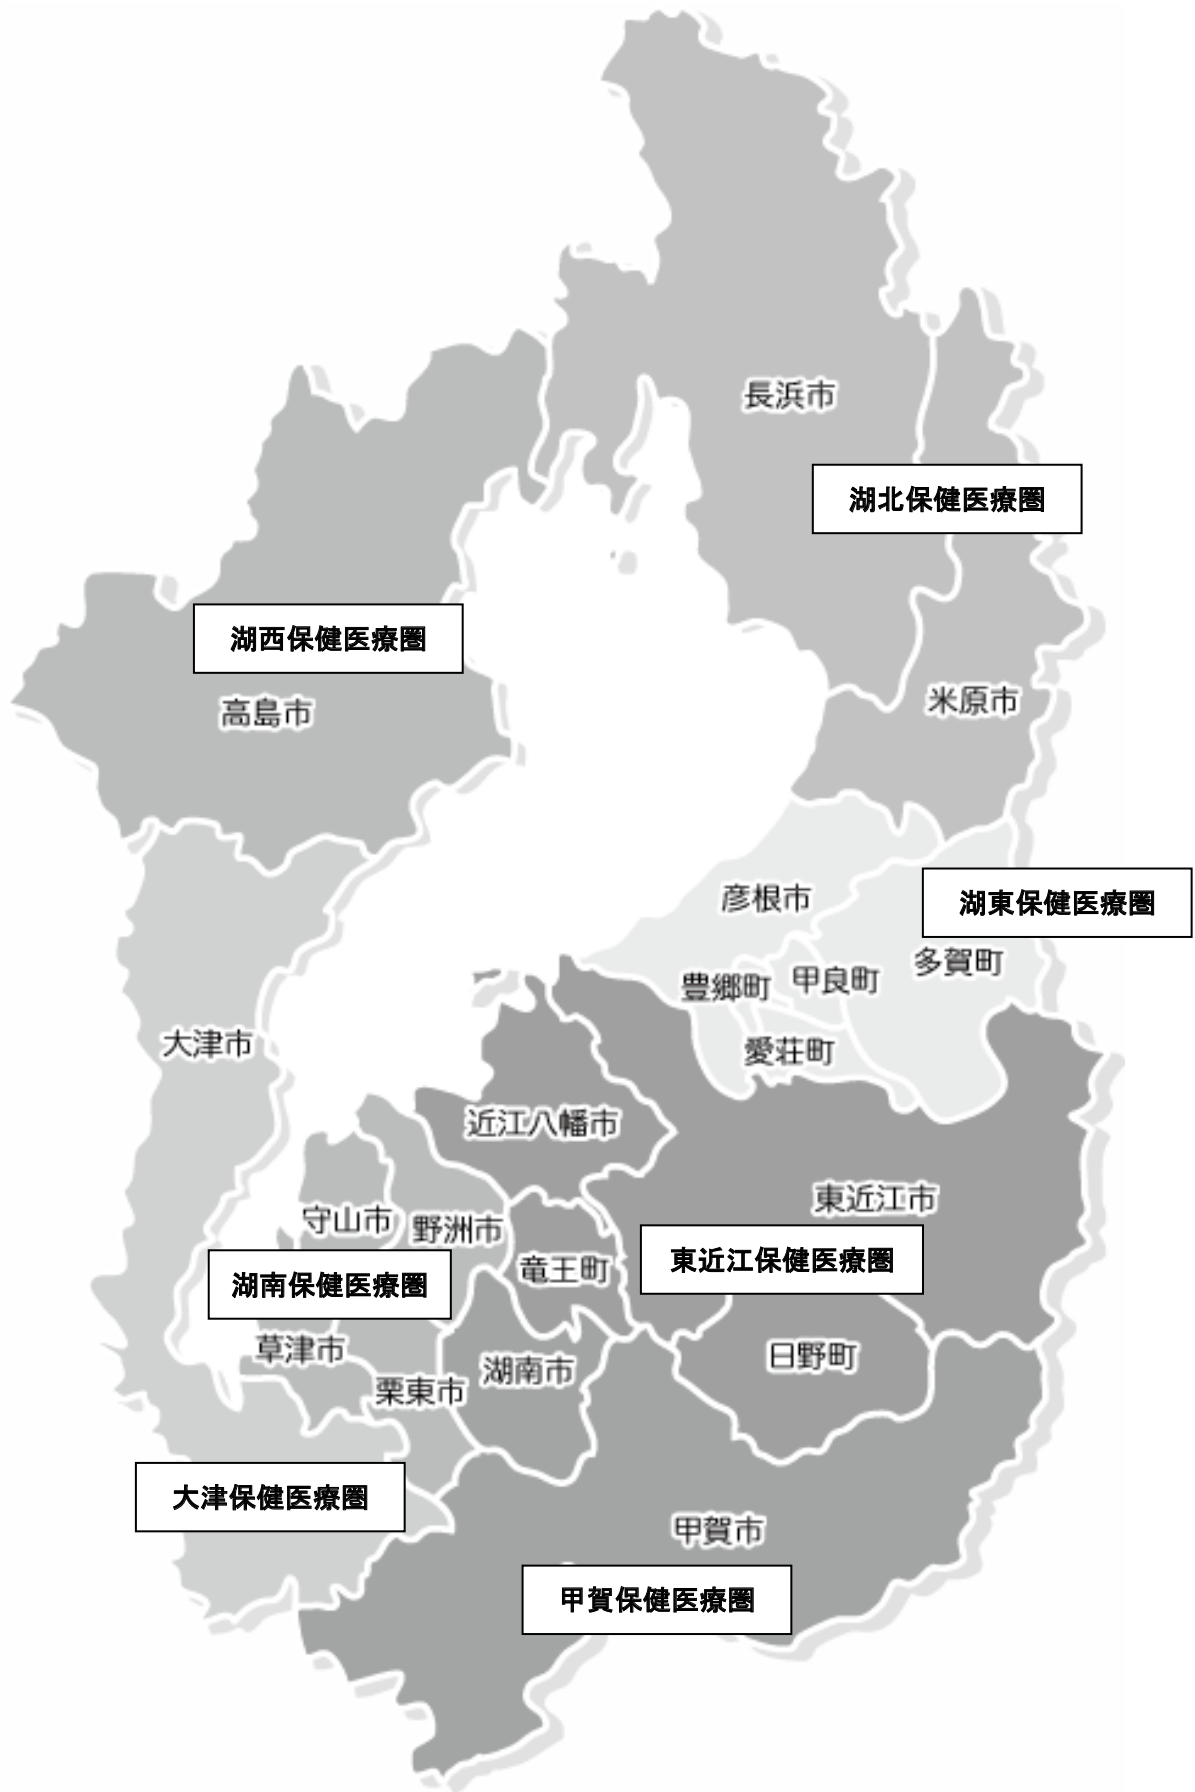 長浜市
湖北保健医療圏
湖西保健医療圏
高島市
米原市
彦根市
湖東保健医療圏
多賀町
豊郷町
甲良町
愛荘町
大津市
近江八幡市
東近江市
守山市
野洲市
東近江保健医療圏
竜王町
湖南保健医療圏
草津市
日野町
湖南市
栗東市
大津保健医療圏
甲賀市
甲賀保健医療圏